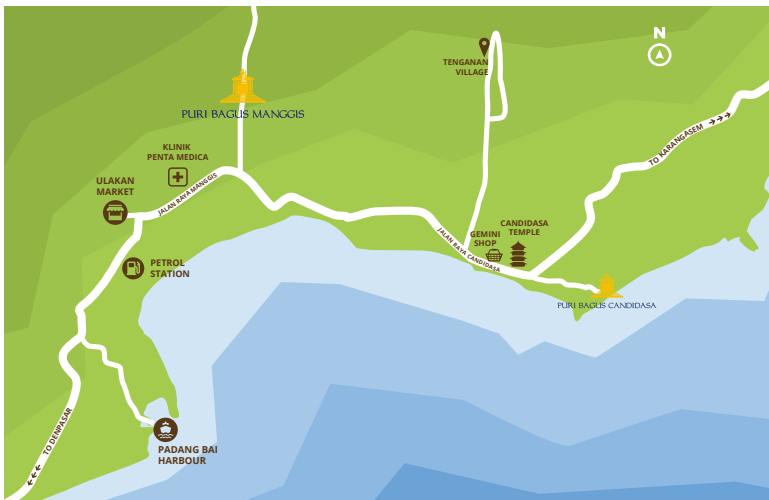 N
TENGANAN
VILLAGE
PURI BAGUS MANGGIS
TO KARANGASEM
KLINIK
PENTA MEDICA
ULAKAN
MARKET
JALAN RAYA MANGGIS
CANDIDASA
TEMPLE
GEMINI
SHOP
JALAN RAYA CANDIDASA
PETROL
STATION
PURI BAGUS CANDIDASA
TO DENPASAR
PADANG BAI
HARBOUR